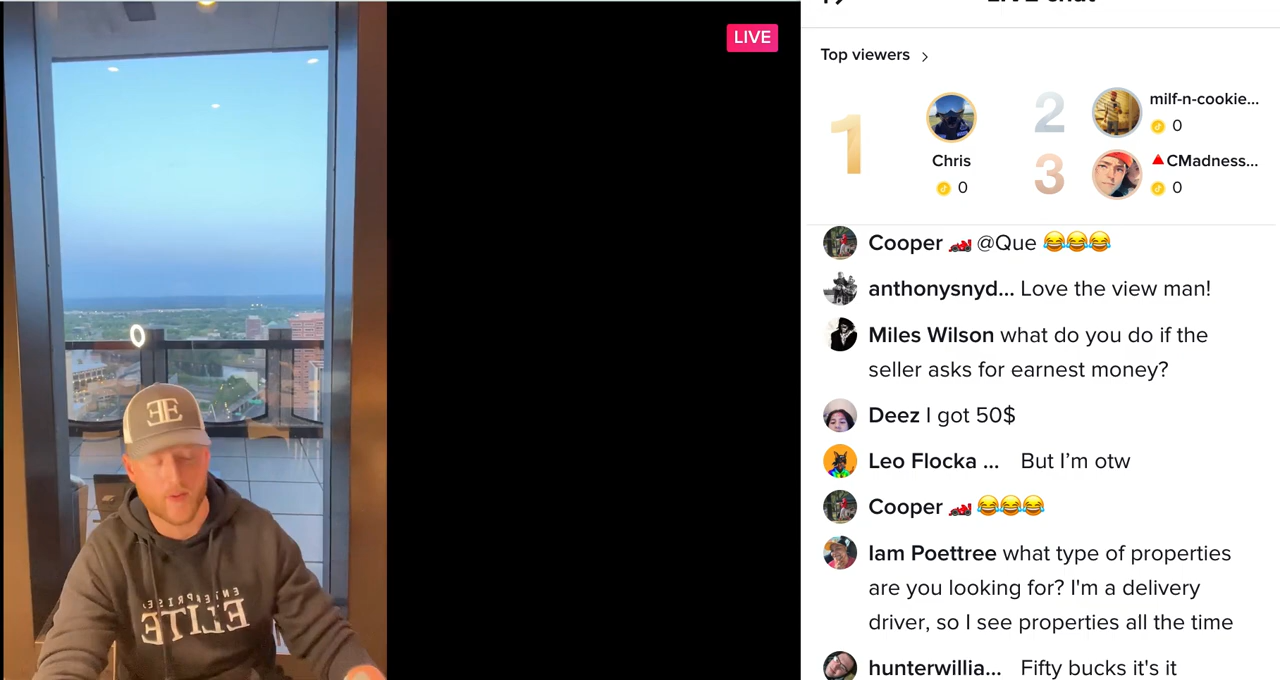 LIVE
Top viewers >
1
Chris
0
2
milf-n-cookie...
0
3
🔺CMadness...
0
Cooper 🏎️ @Que 😂😂😂
anthonysnyd... Love the view man!
Miles Wilson what do you do if the
seller asks for earnest money?
Deez I got 50$
Leo Flocka ... But I’m otw
Cooper 🏎️ 😂😂😂
Iam Poettree what type of properties
are you looking for? I'm a delivery
driver, so I see properties all the time
hunterwillia... Fifty bucks it's it
EE
ENTERPRISES
ELITE